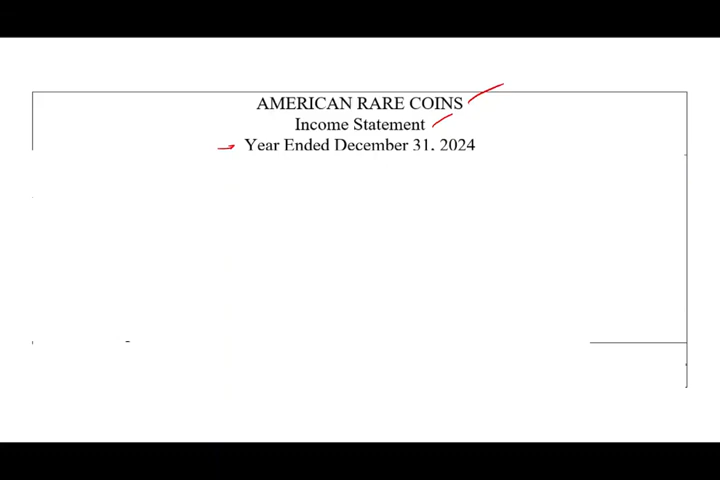 AMERICAN RARE COINS
Income Statement
Year Ended December 31, 2024